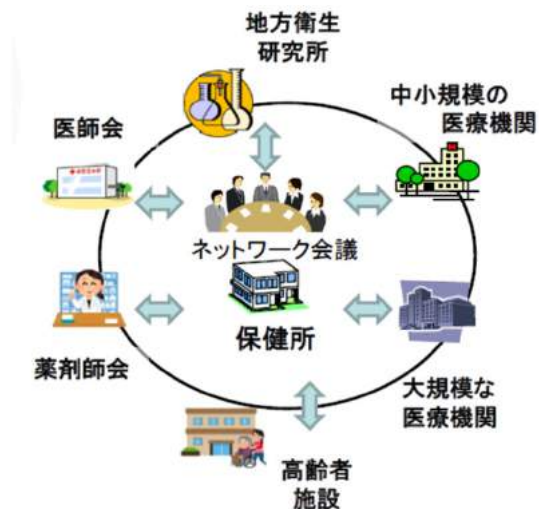 地方衛生
研究所
中小規模の
医療機関
医師会
ネットワーク会議
保健所
薬剤師会
大規模な
医療機関
高齢者
施設